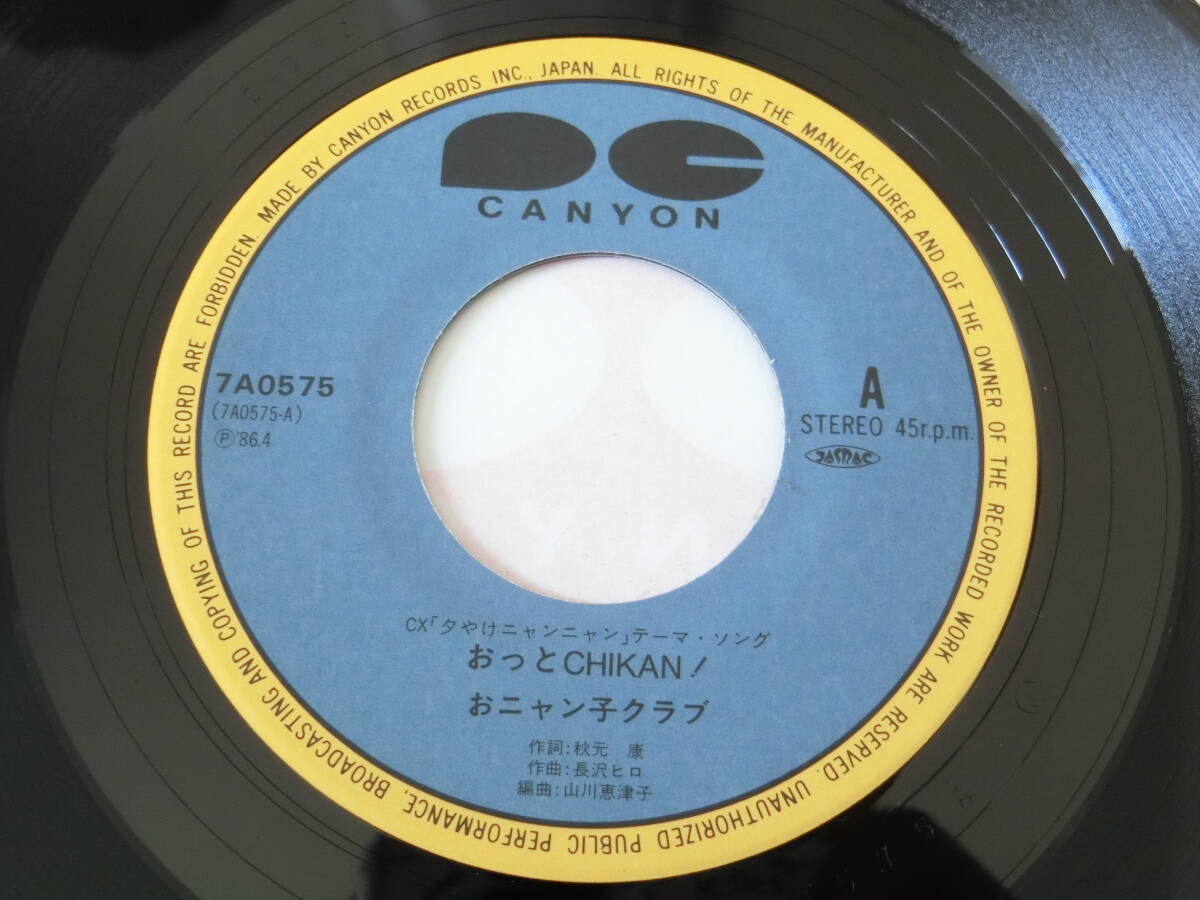 CANYON
7A0575
(7A0575-A)
Ⓟ'86.4
A
STEREO 45r.p.m.
JASRAC
CX「夕やけニャンニャン」テーマ・ソング
おっとCHIKAN!
おニャン子クラブ
作詞:秋元 康
作曲:長沢ヒロ
編曲:山川恵津子
MADE BY CANYON RECORDS INC., JAPAN. ALL RIGHTS OF THE MANUFACTURER AND OF THE OWNER OF THE RECORDED WORK ARE RESERVED. UNAUTHORIZED PUBLIC PERFORMANCE, BROADCASTING AND COPYING OF THIS RECORD ARE FORBIDDEN.